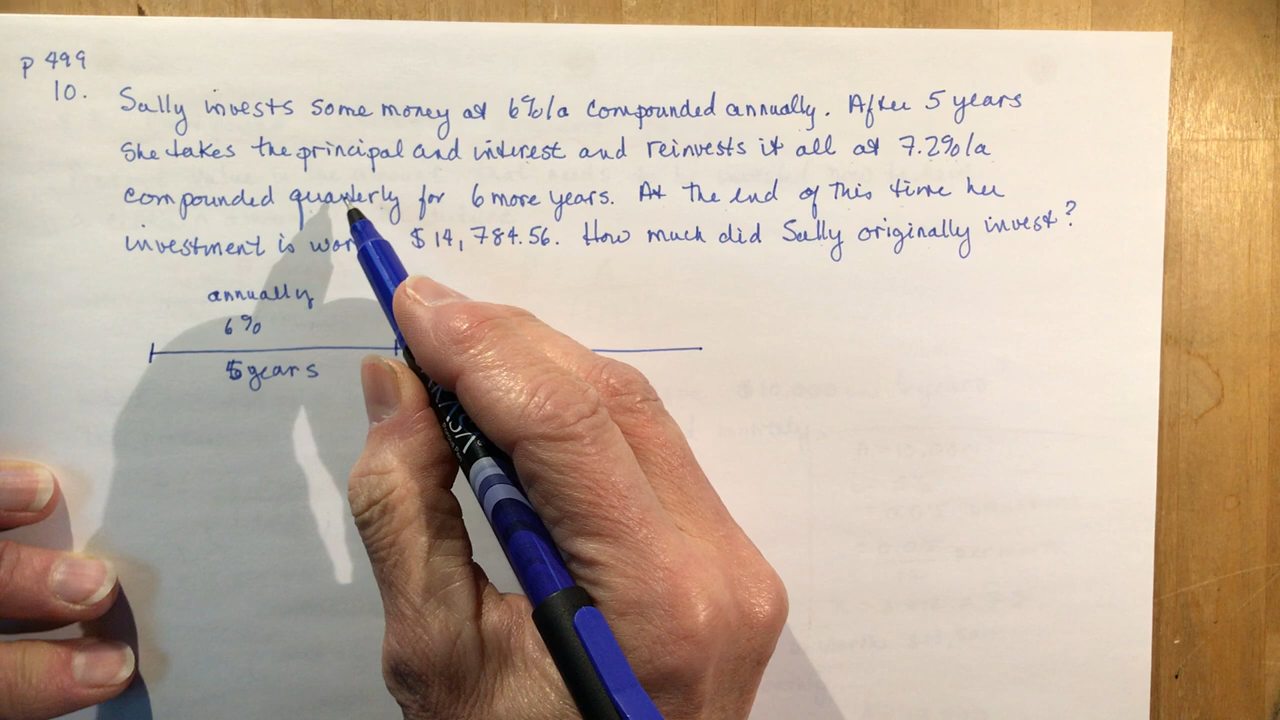 p 499
10. Sally invests some money at 6%/a compounded annually. After 5 years
she takes the principal and interest and reinvests it all at 7.2%/a
compounded quarterly for 6 more years. At the end of this time her
investment is wor $14,784.56. How much did Sally originally invest?
annually
6%
5 years